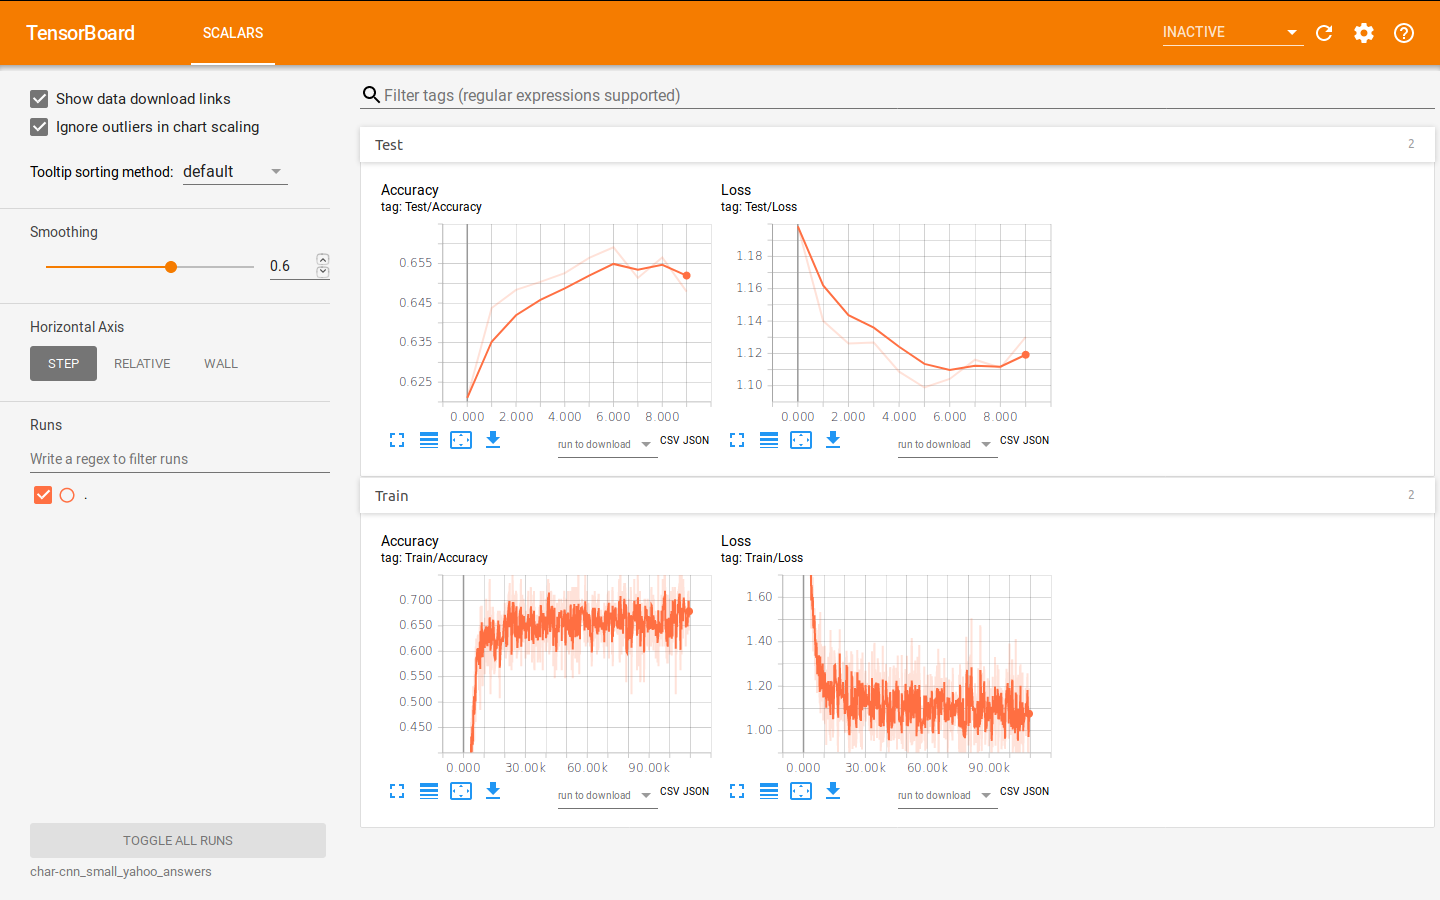 TensorBoard
SCALARS
INACTIVE
Show data download links
Ignore outliers in chart scaling
Tooltip sorting method: default
Smoothing
0.6
Horizontal Axis
STEP RELATIVE WALL
Runs
Write a regex to filter runs
.
TOGGLE ALL RUNS
char-cnn_small_yahoo_answers
Filter tags (regular expressions supported)
Test 2
Accuracy
tag: Test/Accuracy
0.655
0.645
0.635
0.625
0.000 2.000 4.000 6.000 8.000
run to download CSV JSON
Loss
tag: Test/Loss
1.18
1.16
1.14
1.12
1.10
0.000 2.000 4.000 6.000 8.000
run to download CSV JSON
Train 2
Accuracy
tag: Train/Accuracy
0.700
0.650
0.600
0.550
0.500
0.450
0.000 30.00k 60.00k 90.00k
run to download CSV JSON
Loss
tag: Train/Loss
1.60
1.40
1.20
1.00
0.000 30.00k 60.00k 90.00k
run to download CSV JSON